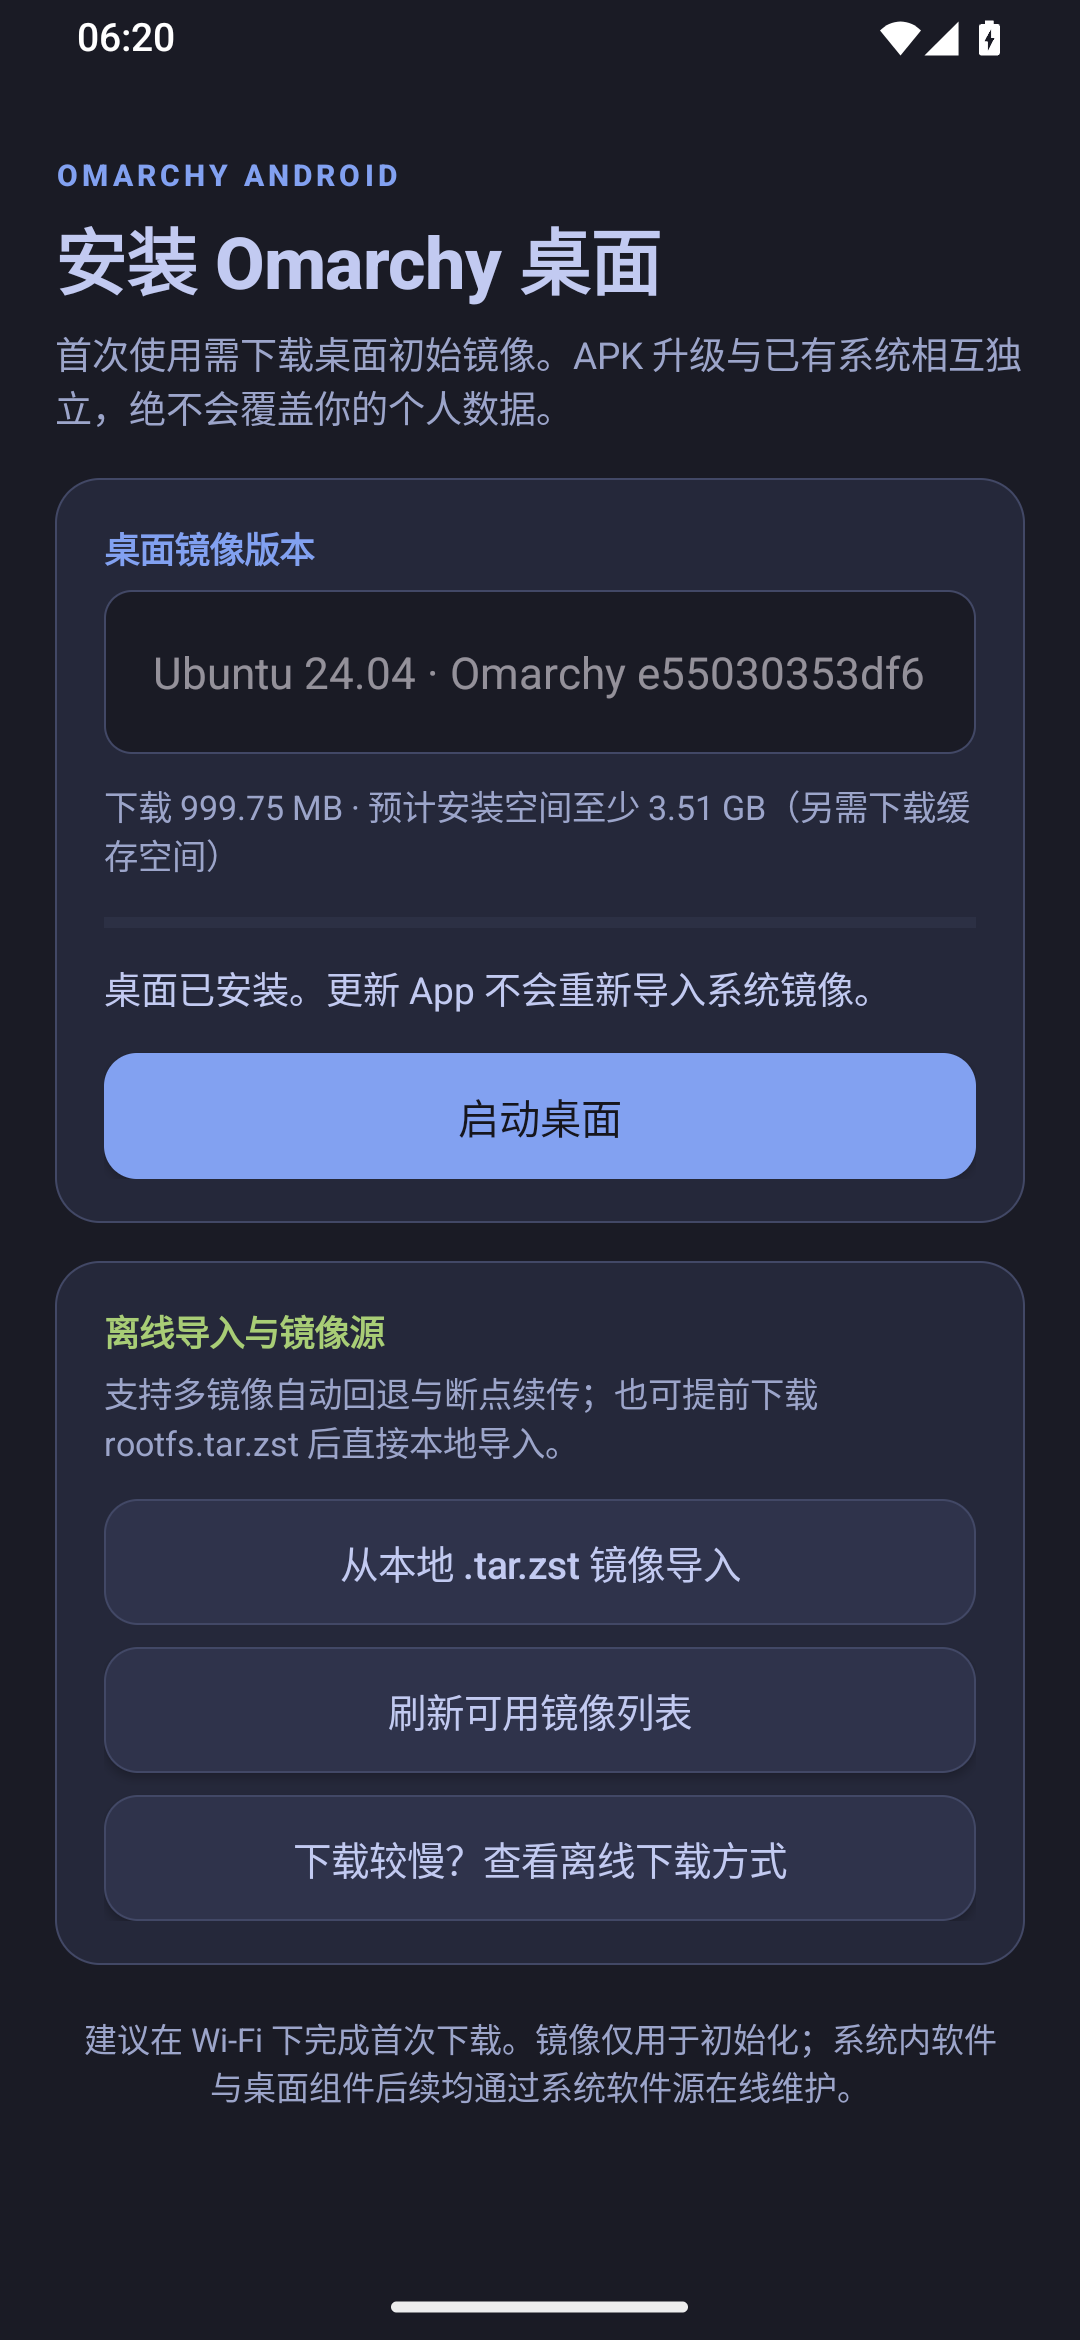 06:20
OMARCHY ANDROID
安装 Omarchy 桌面
首次使用需下载桌面初始镜像。APK 升级与已有系统相互独
立，绝不会覆盖你的个人数据。
桌面镜像版本
Ubuntu 24.04 · Omarchy e55030353df6
下载 999.75 MB · 预计安装空间至少 3.51 GB（另需下载缓
存空间）
桌面已安装。更新 App 不会重新导入系统镜像。
启动桌面
离线导入与镜像源
支持多镜像自动回退与断点续传；也可提前下载
rootfs.tar.zst 后直接本地导入。
从本地 .tar.zst 镜像导入
刷新可用镜像列表
下载较慢？查看离线下载方式
建议在 Wi-Fi 下完成首次下载。镜像仅用于初始化；系统内软件
与桌面组件后续均通过系统软件源在线维护。